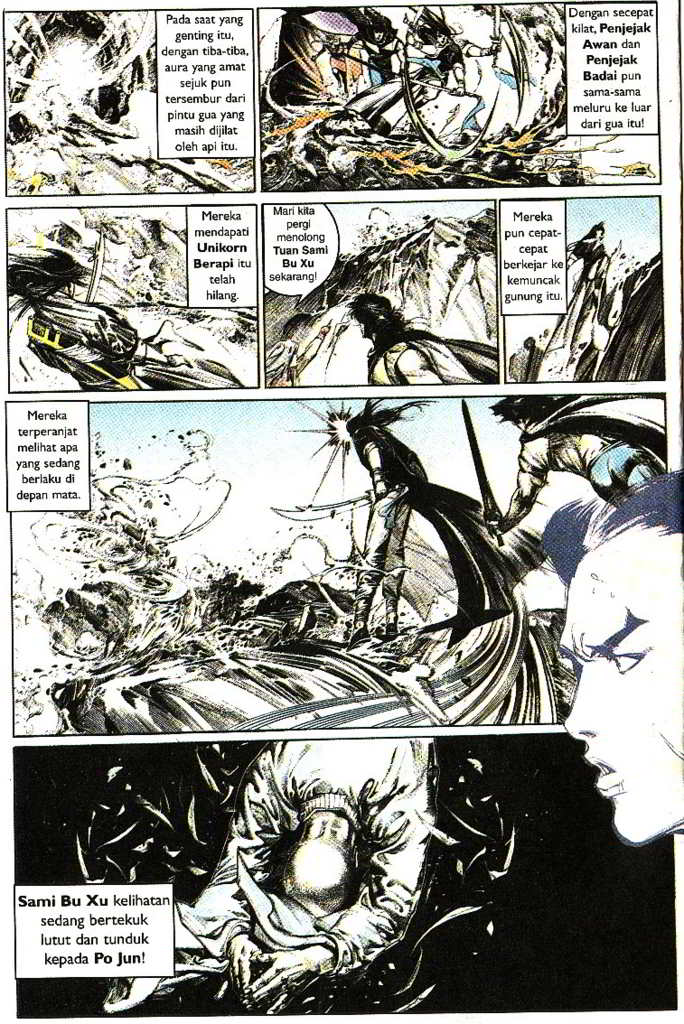 Pada saat yang
genting itu,
dengan tiba-tiba,
aura yang amat
sejuk pun
tersembur dari
pintu gua yang
masih dijilat
oleh api itu.
Dengan secepat
kilat, Penjejak
Awan dan
Penjejak
Badai pun
sama-sama
meluru ke luar
dari gua itu!
Mereka
mendapati
Unikorn
Berapi itu
telah
hilang.
Mari kita
pergi
menolong
Tuan Sami
Bu Xu
sekarang!
Mereka
pun cepat-
cepat
berkejar ke
kemuncak
gunung itu.
Mereka
terperanjat
melihat apa
yang sedang
berlaku di
depan mata.
Sami Bu Xu kelihatan
sedang bertekuk
lutut dan tunduk
kepada Po Jun!